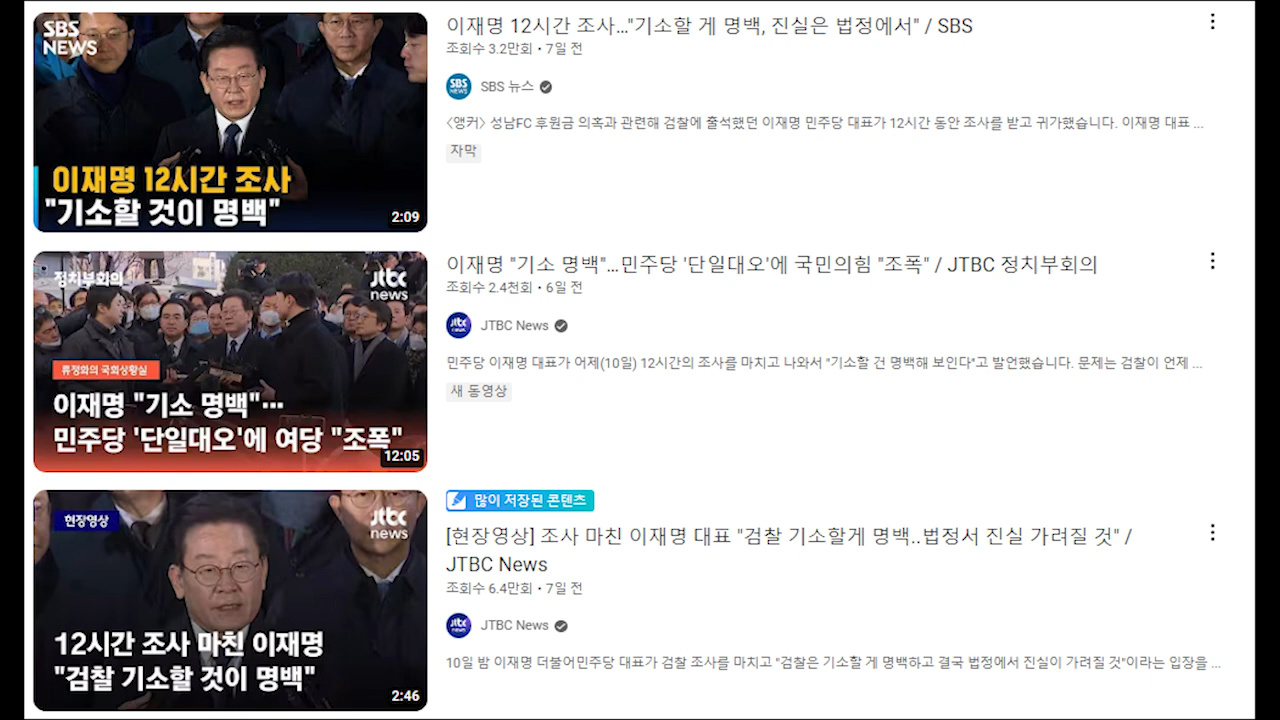 SBS
NEWS
이재명 12시간 조사
"기소할 것이 명백"
2:09
이재명 12시간 조사..."기소할 게 명백, 진실은 법정에서" / SBS
조회수 3.2만회 • 7일 전
SBS
NEWS
SBS 뉴스
〈앵커〉 성남FC 후원금 의혹과 관련해 검찰에 출석했던 이재명 민주당 대표가 12시간 동안 조사를 받고 귀가했습니다. 이재명 대표 ...
자막
정치부회의
jtbc
news
류정화의 국회상황실
이재명 "기소 명백"…
민주당 '단일대오'에 여당 "조폭"
12:05
이재명 "기소 명백"...민주당 '단일대오'에 국민의힘 "조폭" / JTBC 정치부회의
조회수 2.4천회 • 6일 전
jtbc
news
JTBC News
민주당 이재명 대표가 어제(10일) 12시간의 조사를 마치고 나와서 "기소할 건 명백해 보인다"고 발언했습니다. 문제는 검찰이 언제 ...
새 동영상
현장영상
jtbc
news
12시간 조사 마친 이재명
"검찰 기소할 것이 명백"
2:46
많이 저장된 콘텐츠
[현장영상] 조사 마친 이재명 대표 "검찰 기소할게 명백..법정서 진실 가려질 것" /
JTBC News
조회수 6.4만회 • 7일 전
jtbc
news
JTBC News
10일 밤 이재명 더불어민주당 대표가 검찰 조사를 마치고 "검찰은 기소할 게 명백하고 결국 법정에서 진실이 가려질 것"이라는 입장을 ...